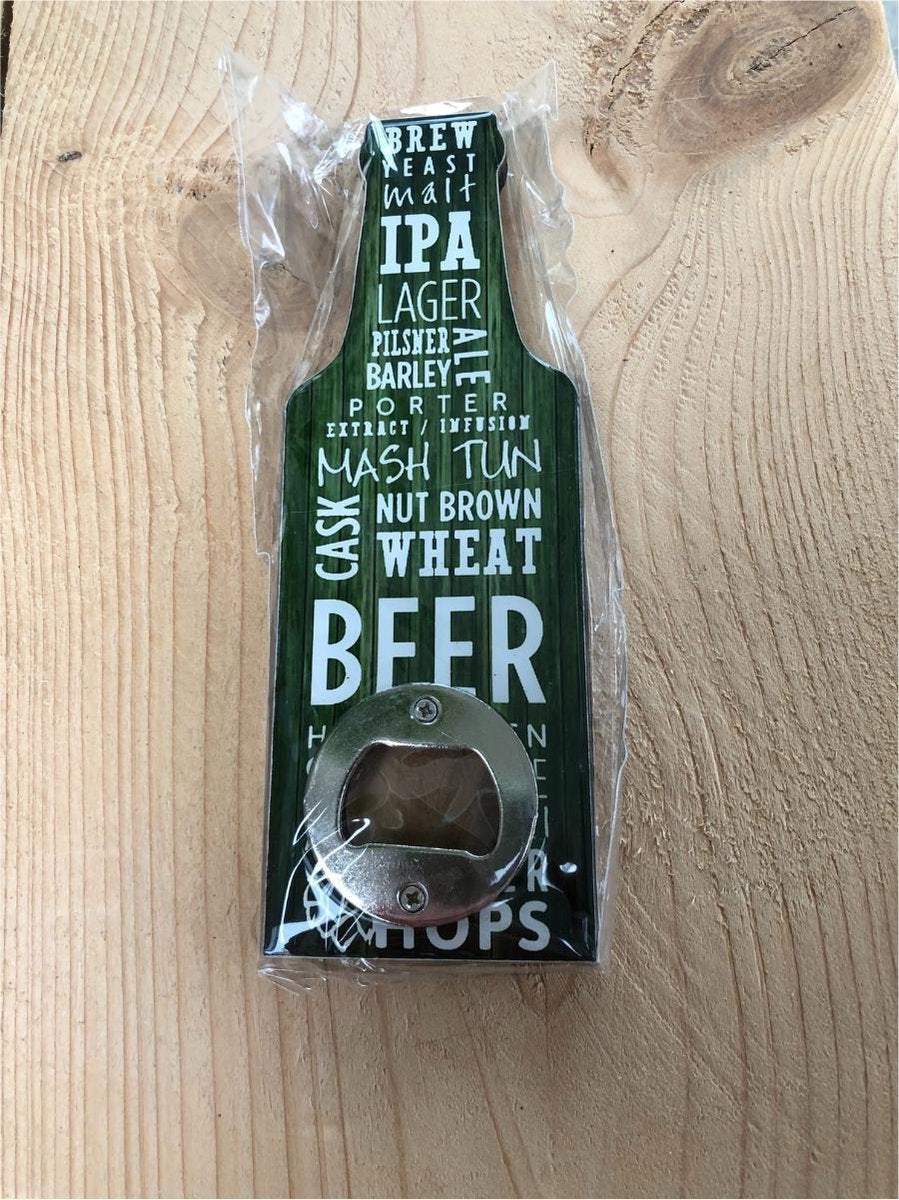 BREW
YEAST
malt
IPA
LAGER
PILSNER
BARLEY
ALE
PORTER
EXTRACT / INFUSION
MASH TUN
CASK
NUT BROWN
WHEAT
BEER
HOPS